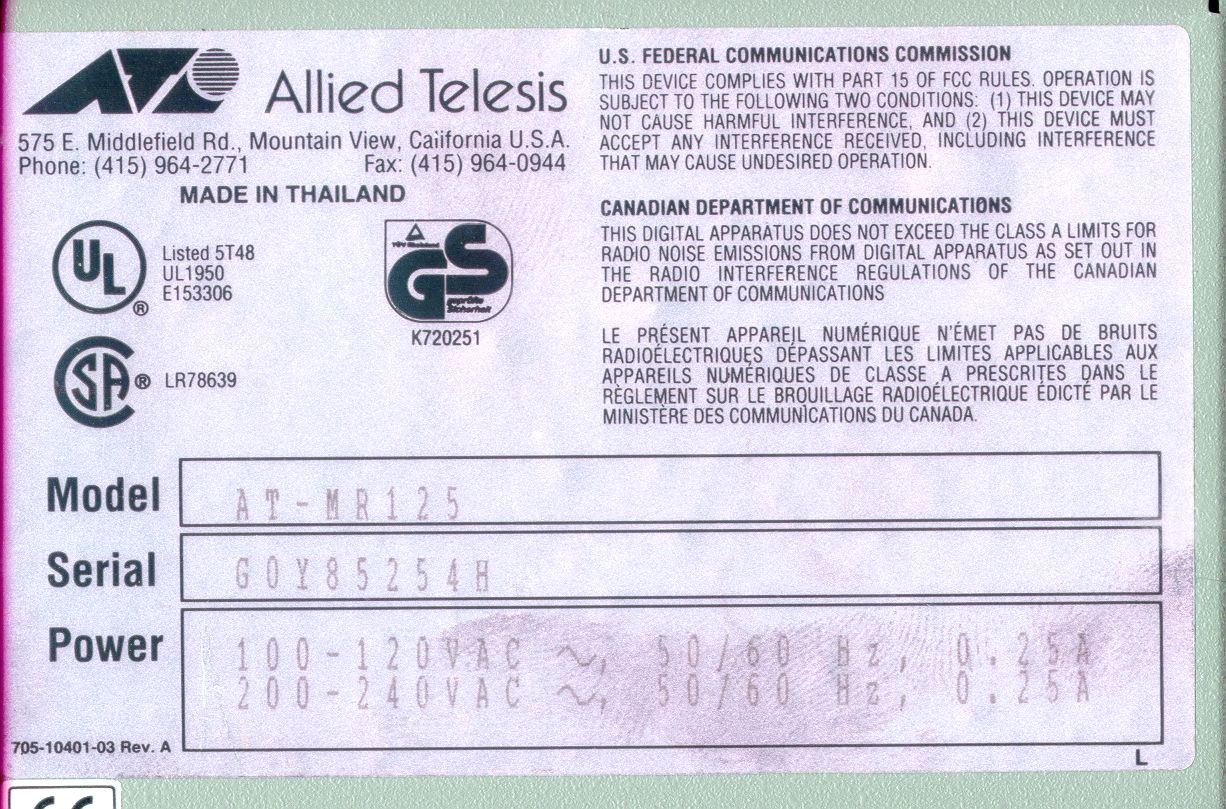 Allied Telesis
575 E. Middlefield Rd., Mountain View, California U.S.A.
Phone: (415) 964-2771 Fax: (415) 964-0944
MADE IN THAILAND
UL ®
Listed 5T48
UL1950
E153306
TÜV Rheinland
GS
geprüfte
Sicherheit
K720251
SA ® LR78639
U.S. FEDERAL COMMUNICATIONS COMMISSION
THIS DEVICE COMPLIES WITH PART 15 OF FCC RULES. OPERATION IS
SUBJECT TO THE FOLLOWING TWO CONDITIONS: (1) THIS DEVICE MAY
NOT CAUSE HARMFUL INTERFERENCE, AND (2) THIS DEVICE MUST
ACCEPT ANY INTERFERENCE RECEIVED, INCLUDING INTERFERENCE
THAT MAY CAUSE UNDESIRED OPERATION.
CANADIAN DEPARTMENT OF COMMUNICATIONS
THIS DIGITAL APPARATUS DOES NOT EXCEED THE CLASS A LIMITS FOR
RADIO NOISE EMISSIONS FROM DIGITAL APPARATUS AS SET OUT IN
THE RADIO INTERFERENCE REGULATIONS OF THE CANADIAN
DEPARTMENT OF COMMUNICATIONS
LE PRÉSENT APPAREIL NUMÉRIQUE N'ÉMET PAS DE BRUITS
RADIOÉLECTRIQUES DÉPASSANT LES LIMITES APPLICABLES AUX
APPAREILS NUMÉRIQUES DE CLASSE A PRESCRITES DANS LE
RÈGLEMENT SUR LE BROUILLAGE RADIOÉLECTRIQUE ÉDICTÉ PAR LE
MINISTÈRE DES COMMUNICATIONS DU CANADA.
Model AT-MR125
Serial G0Y85254H
Power 100-120VAC ~, 50/60 Hz, 0.25A
200-240VAC ~, 50/60 Hz, 0.25A
705-10401-03 Rev. A
L